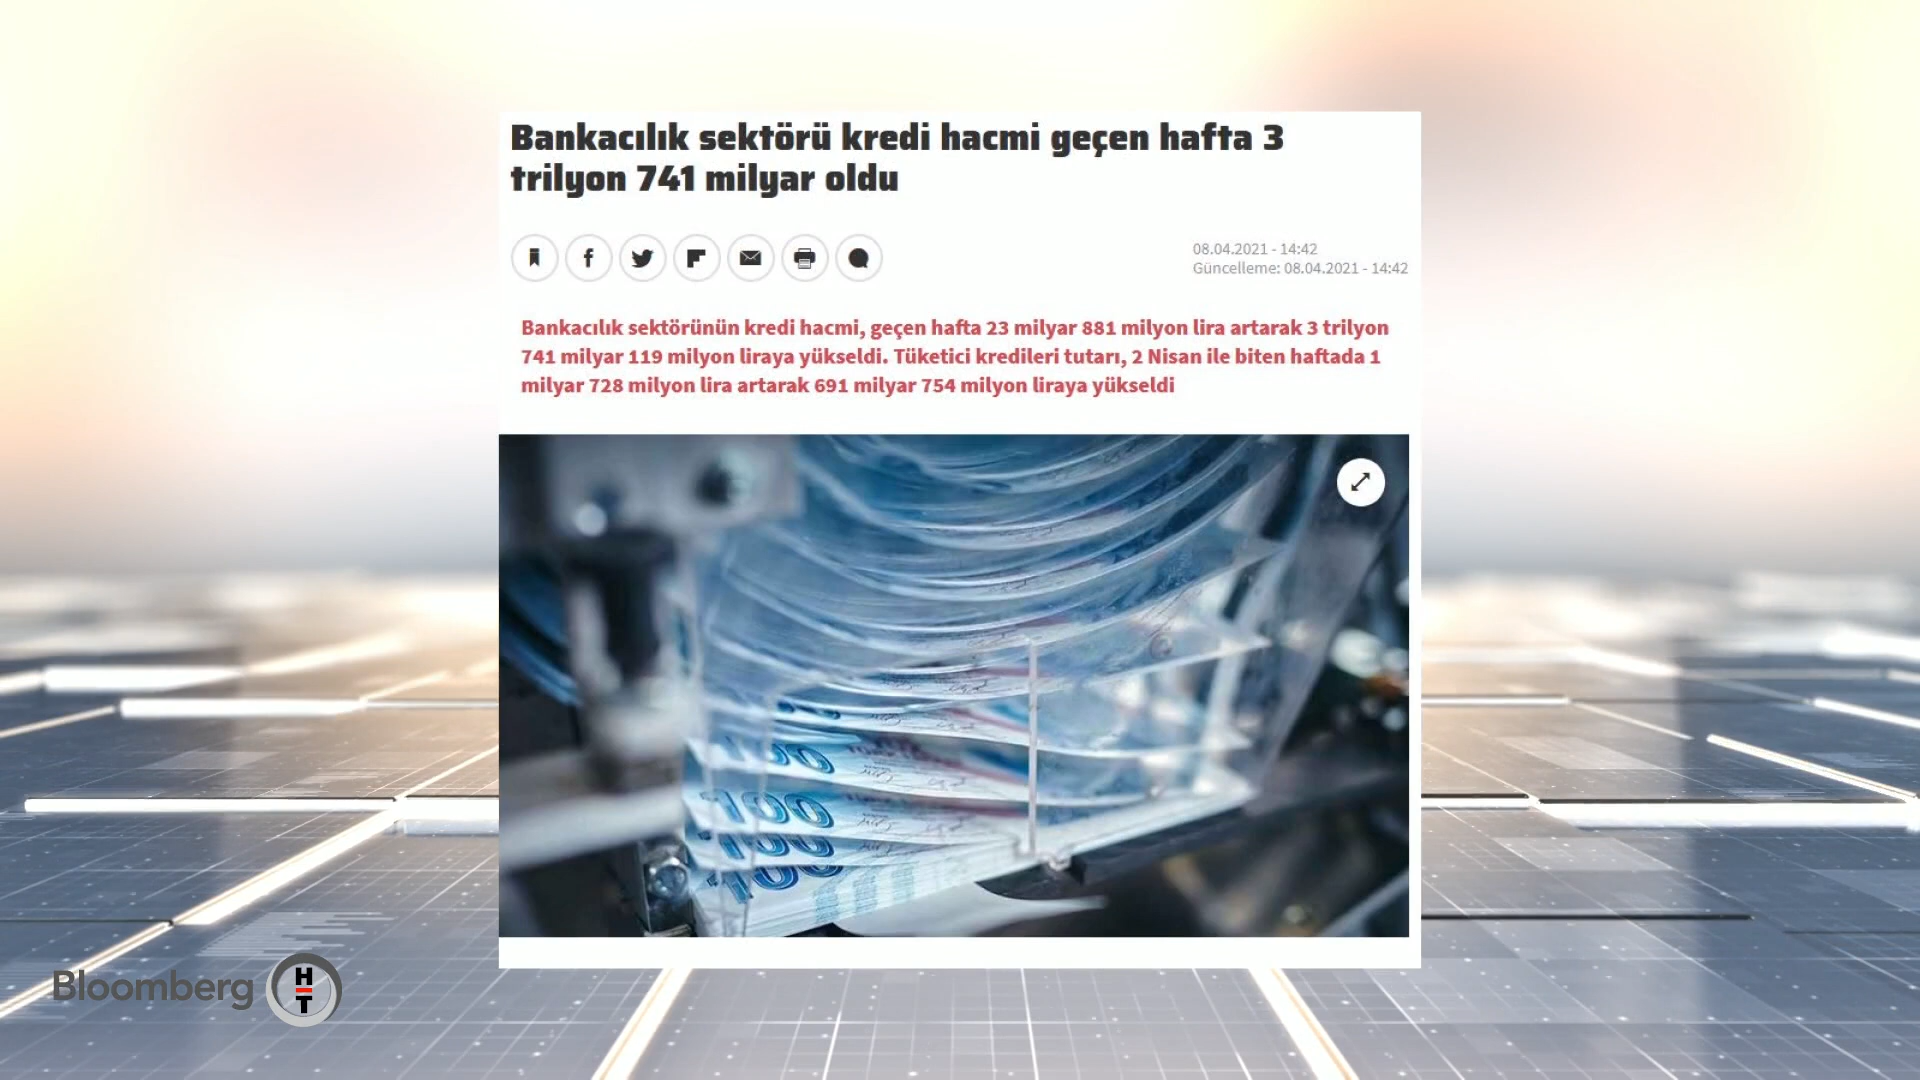 Bankacılık sektörü kredi hacmi geçen hafta 3
trilyon 741 milyar oldu
08.04.2021 - 14:42
Güncelleme: 08.04.2021 - 14:42
Bankacılık sektörünün kredi hacmi, geçen hafta 23 milyar 881 milyon lira artarak 3 trilyon
741 milyar 119 milyon liraya yükseldi. Tüketici kredileri tutarı, 2 Nisan ile biten haftada 1
milyar 728 milyon lira artarak 691 milyar 754 milyon liraya yükseldi
100
100
100
100
Bloomberg HT